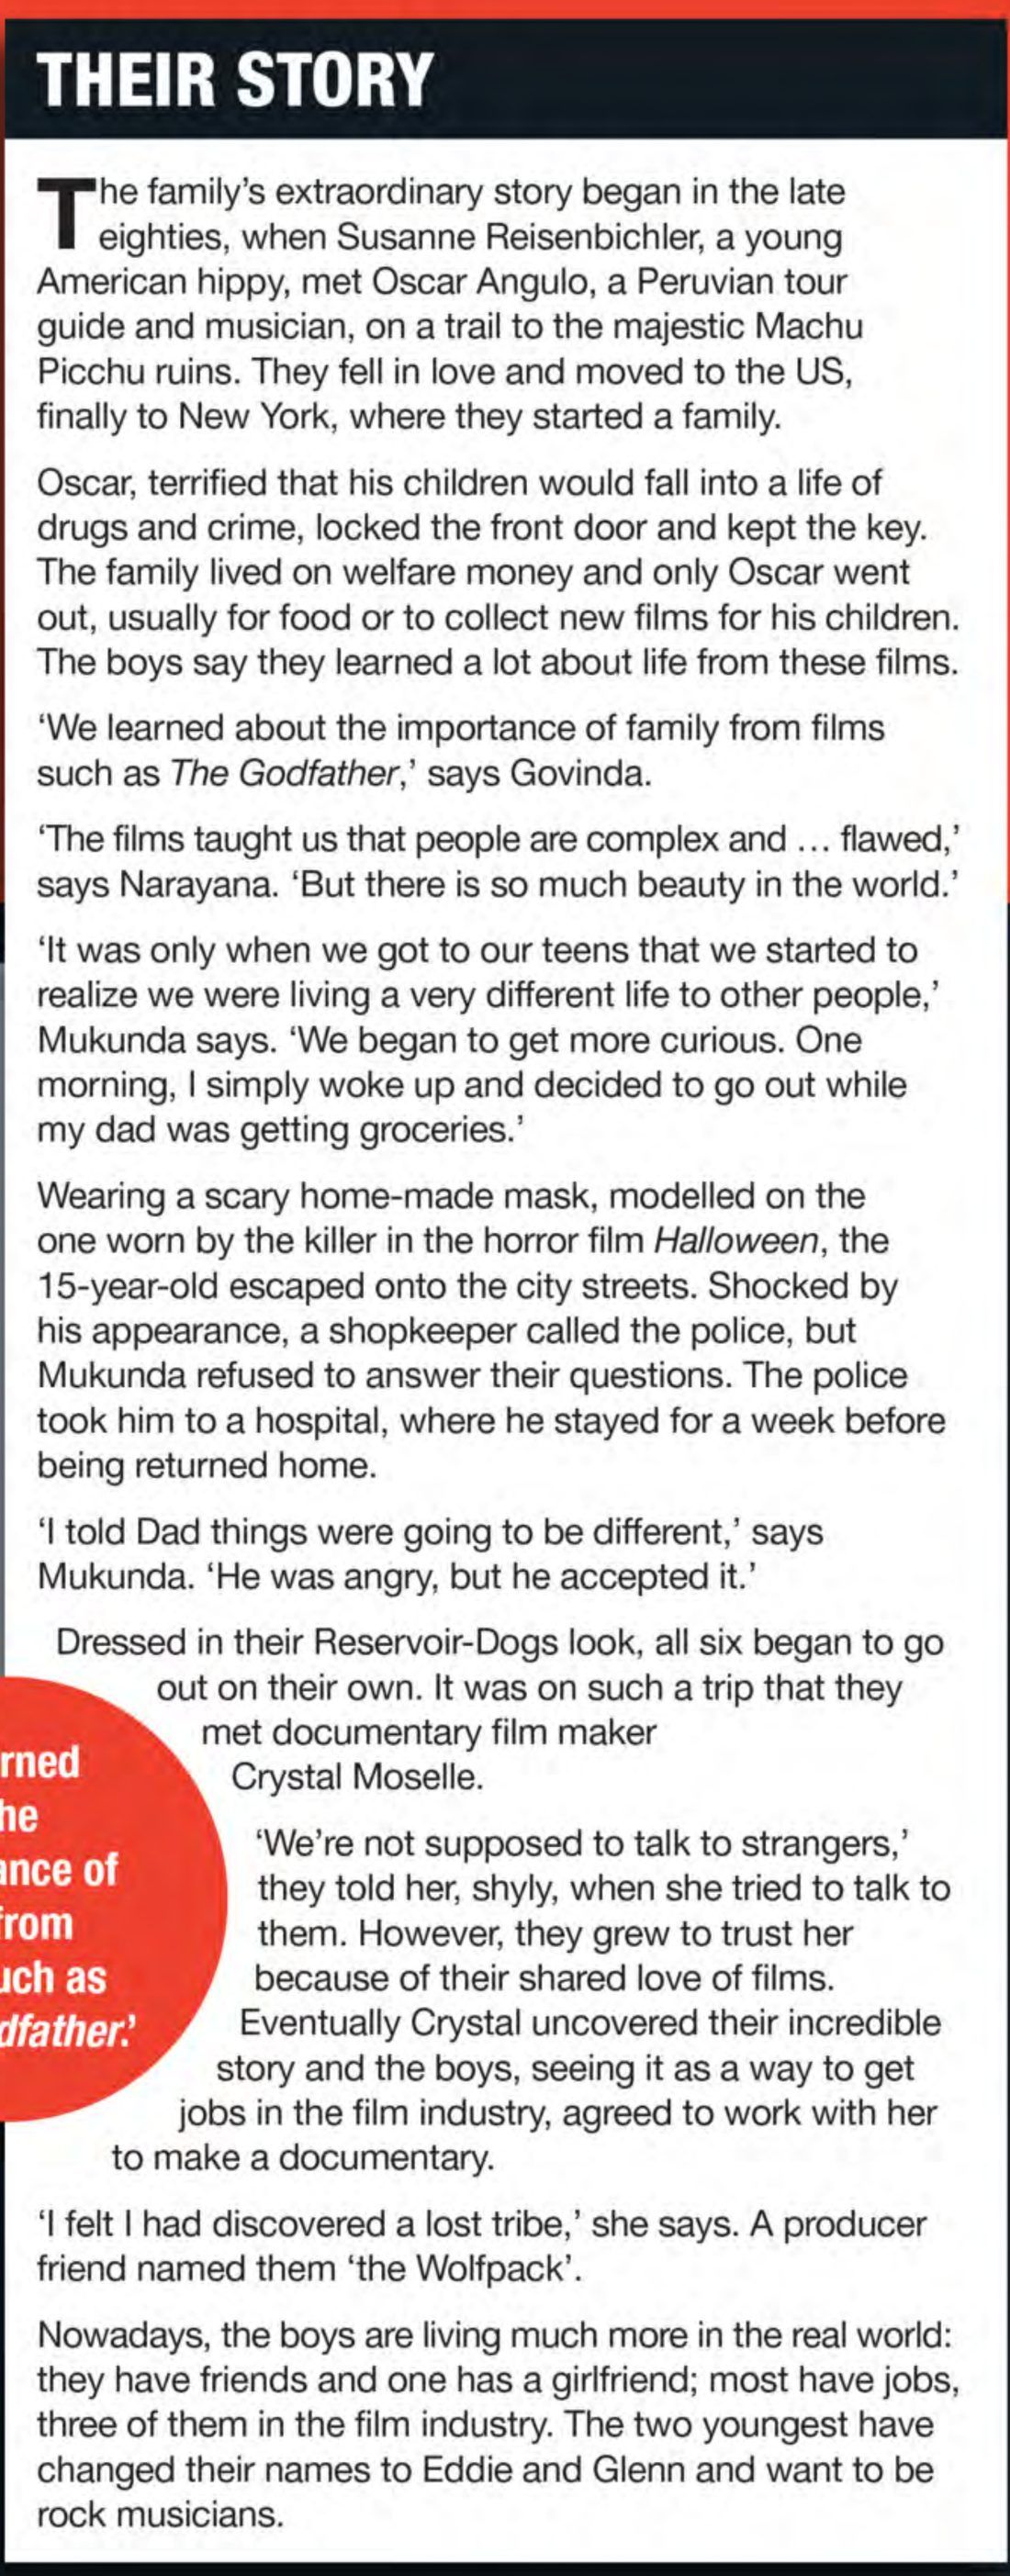 THEIR STORY
The family's extraordinary story began in the late
eighties, when Susanne Reisenbichler, a young
American hippy, met Oscar Angulo, a Peruvian tour
guide and musician, on a trail to the majestic Machu
Picchu ruins. They fell in love and moved to the US,
finally to New York, where they started a family.
Oscar, terrified that his children would fall into a life of
drugs and crime, locked the front door and kept the key.
The family lived on welfare money and only Oscar went
out, usually for food or to collect new films for his children.
The boys say they learned a lot about life from these films.
‘We learned about the importance of family from films
such as The Godfather,’ says Govinda.
‘The films taught us that people are complex and … flawed,’
says Narayana. ‘But there is so much beauty in the world.’
‘It was only when we got to our teens that we started to
realize we were living a very different life to other people,’
Mukunda says. ‘We began to get more curious. One
morning, I simply woke up and decided to go out while
my dad was getting groceries.’
Wearing a scary home-made mask, modelled on the
one worn by the killer in the horror film Halloween, the
15-year-old escaped onto the city streets. Shocked by
his appearance, a shopkeeper called the police, but
Mukunda refused to answer their questions. The police
took him to a hospital, where he stayed for a week before
being returned home.
‘I told Dad things were going to be different,’ says
Mukunda. ‘He was angry, but he accepted it.’
Dressed in their Reservoir-Dogs look, all six began to go
out on their own. It was on such a trip that they
met documentary film maker
Crystal Moselle.
‘We're not supposed to talk to strangers,’
they told her, shyly, when she tried to talk to
them. However, they grew to trust her
because of their shared love of films.
Eventually Crystal uncovered their incredible
story and the boys, seeing it as a way to get
jobs in the film industry, agreed to work with her
to make a documentary.
‘I felt I had discovered a lost tribe,’ she says. A producer
friend named them ‘the Wolfpack’.
Nowadays, the boys are living much more in the real world:
they have friends and one has a girlfriend; most have jobs,
three of them in the film industry. The two youngest have
changed their names to Eddie and Glenn and want to be
rock musicians.
rned
he
ance of
from
uch as
dfather.’